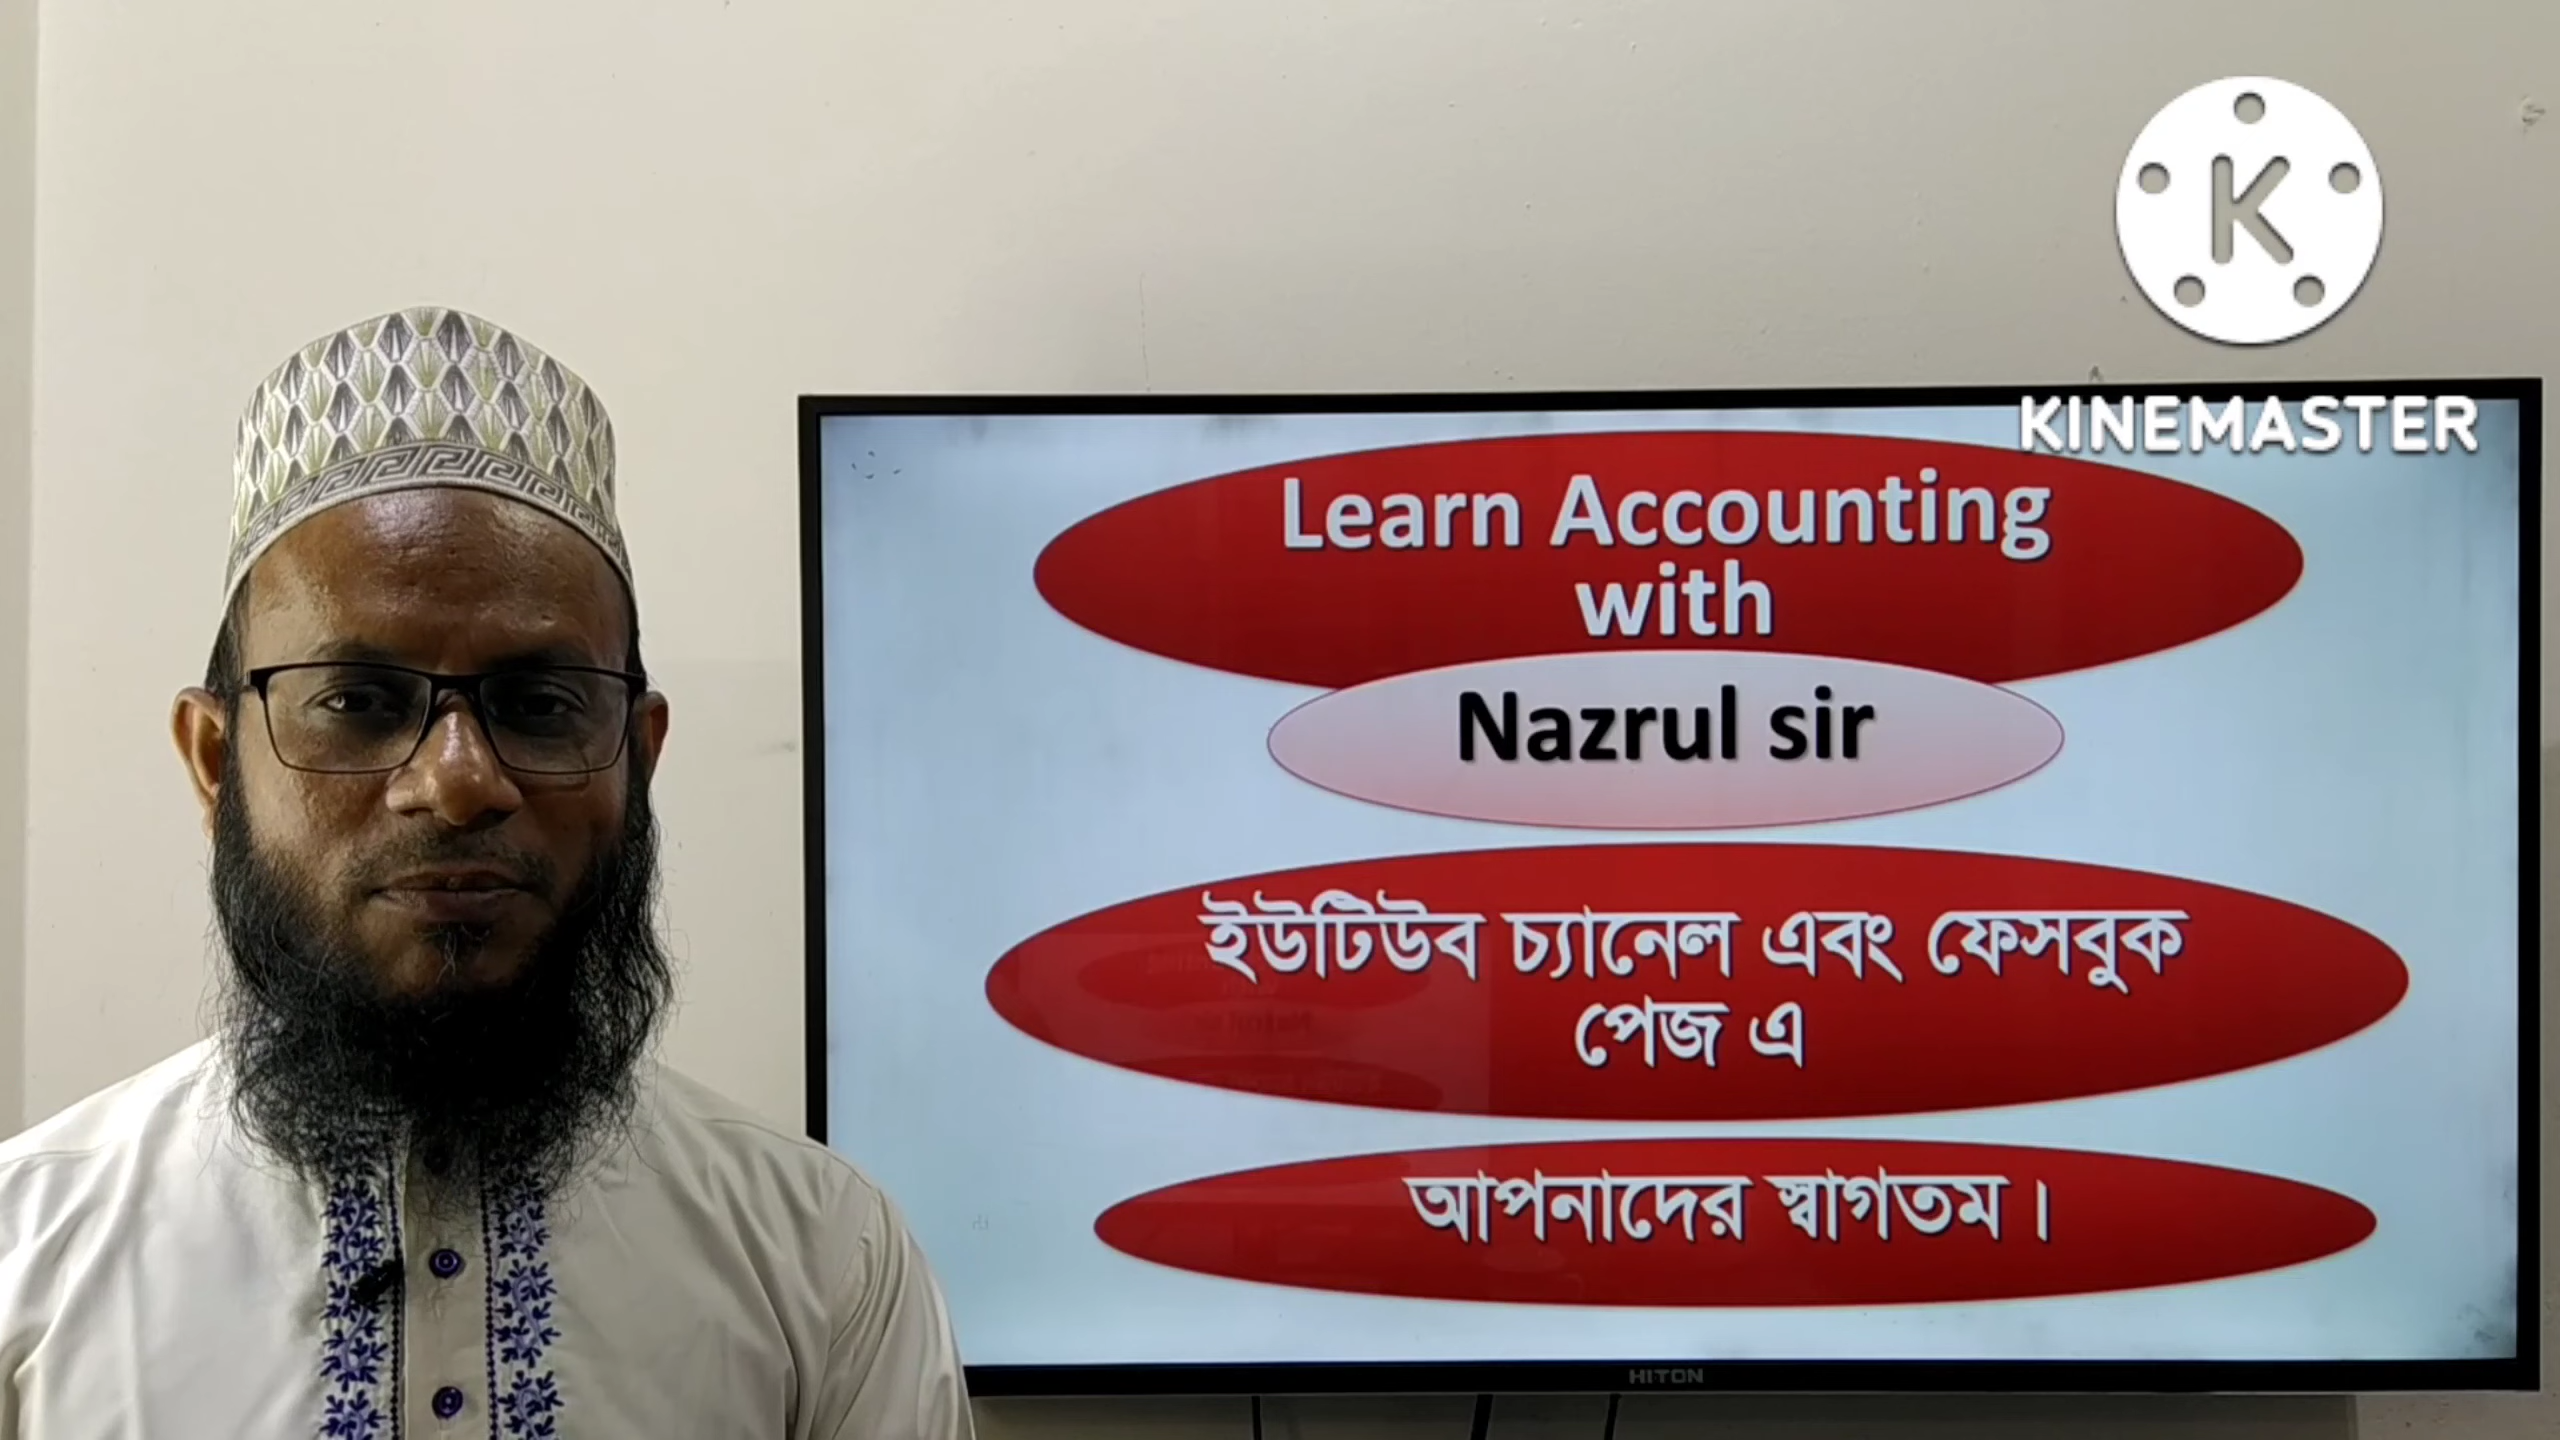 K
KINEMASTER
Learn Accounting
with
Nazrul sir
ইউটিউব চ্যানেল এবং ফেসবুক
পেজ এ
আপনাদের স্বাগতম।
HITON